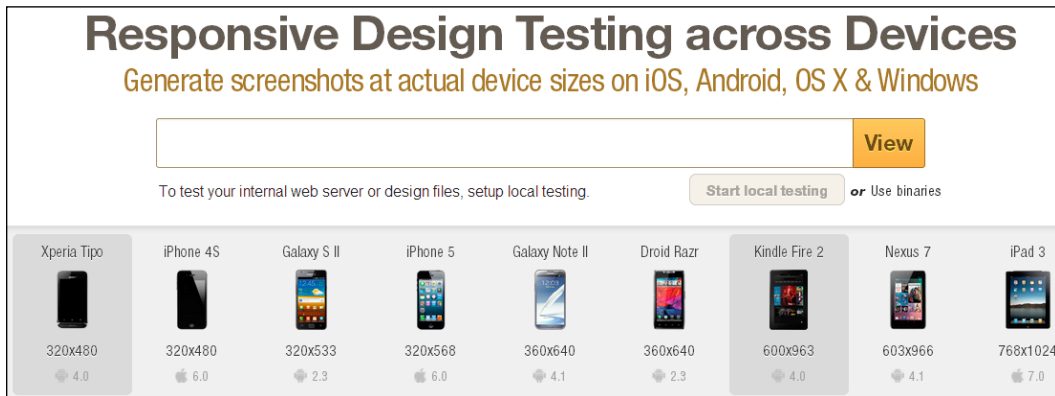 Responsive Design Testing across Devices
Generate screenshots at actual device sizes on iOS, Android, OS X & Windows
View
To test your internal web server or design files, setup local testing.
Start local testing or Use binaries
Xperia Tipo iPhone 4S Galaxy S II iPhone 5 Galaxy Note II Droid Razr Kindle Fire 2 Nexus 7 iPad 3
320x480 320x480 320x533 320x568 360x640 360x640 600x963 603x966 768x1024
4.0 6.0 2.3 6.0 4.1 2.3 4.0 4.1 7.0